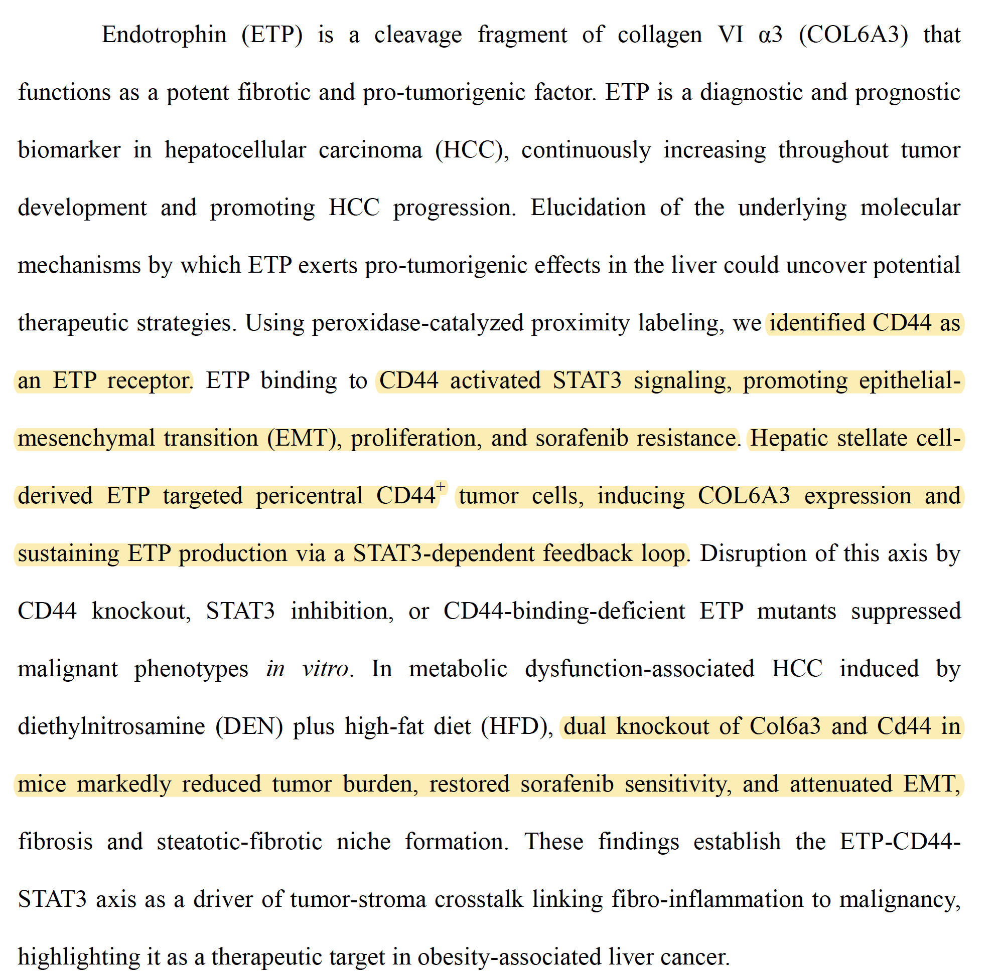 Endotrophin (ETP) is a cleavage fragment of collagen VI α3 (COL6A3) that
functions as a potent fibrotic and pro-tumorigenic factor. ETP is a diagnostic and prognostic
biomarker in hepatocellular carcinoma (HCC), continuously increasing throughout tumor
development and promoting HCC progression. Elucidation of the underlying molecular
mechanisms by which ETP exerts pro-tumorigenic effects in the liver could uncover potential
therapeutic strategies. Using peroxidase-catalyzed proximity labeling, we identified CD44 as
an ETP receptor. ETP binding to CD44 activated STAT3 signaling, promoting epithelial-
mesenchymal transition (EMT), proliferation, and sorafenib resistance. Hepatic stellate cell-
derived ETP targeted pericentral CD44⁺ tumor cells, inducing COL6A3 expression and
sustaining ETP production via a STAT3-dependent feedback loop. Disruption of this axis by
CD44 knockout, STAT3 inhibition, or CD44-binding-deficient ETP mutants suppressed
malignant phenotypes in vitro. In metabolic dysfunction-associated HCC induced by
diethylnitrosamine (DEN) plus high-fat diet (HFD), dual knockout of Col6a3 and Cd44 in
mice markedly reduced tumor burden, restored sorafenib sensitivity, and attenuated EMT,
fibrosis and steatotic-fibrotic niche formation. These findings establish the ETP-CD44-
STAT3 axis as a driver of tumor-stroma crosstalk linking fibro-inflammation to malignancy,
highlighting it as a therapeutic target in obesity-associated liver cancer.